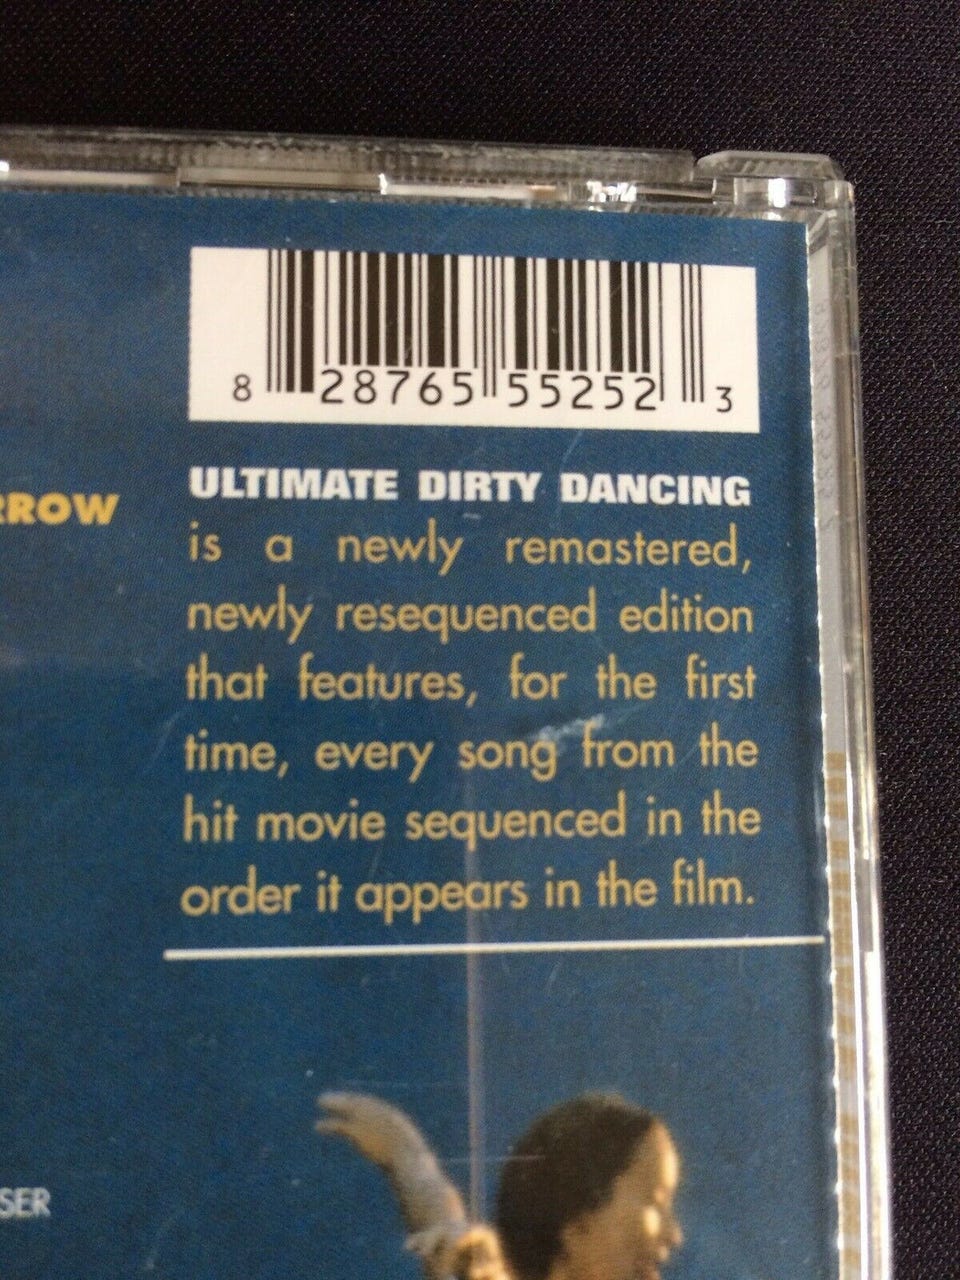 8 28765 55252 3
ULTIMATE DIRTY DANCING
RROW
is a newly remastered,
newly resequenced edition
that features, for the first
time, every song from the
hit movie sequenced in the
order it appears in the film.
SER